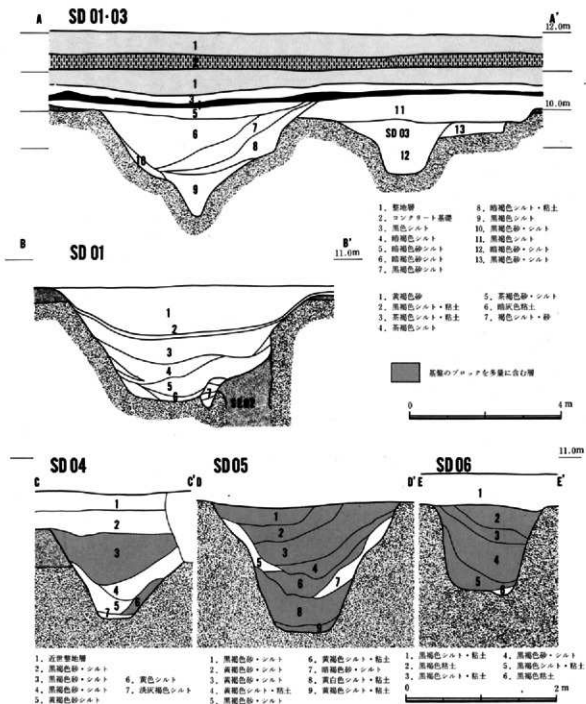 A SD 01・03 A'
12.0m
1
2
1
3
5
11
10.0m
6
7
8
SD 03
13
10
12
9
1. 整地層
2. コンクリート基礎
3. 黒色シルト
4. 暗褐色シルト
5. 暗褐色砂シルト
6. 暗褐色砂シルト
7. 黒褐色砂シルト
8. 暗褐色シルト・粘土
9. 黒褐色シルト
10. 黒褐色砂・シルト
11. 黒褐色シルト
12. 暗褐色砂・シルト
13. 黒褐色砂・シルト
B SD 01 B'
11.0m
1
2
3
4
5
6
7
1. 黄褐色砂
2. 黒褐色シルト・粘土
3. 茶褐色シルト・粘土
4. 茶褐色シルト
5. 茶褐色砂・シルト
6. 暗灰色粘土
7. 褐色シルト・砂
基盤のブロックを多量に含む層
0 4 m
11.0m
SD 04
C C'
1
2
3
4
5
6
7
SD 05
D D'
1
2
3
4
5
6
7
8
9
SD 06
E E'
1
2
3
4
5
6
1. 近世整地層
2. 黒褐色砂・シルト
3. 黒褐色砂・シルト
4. 黒褐色砂・シルト
5. 黄褐色砂シルト
6. 黄色シルト
7. 淡灰褐色シルト
1. 黒褐色砂・シルト
2. 黄褐色砂・シルト
3. 黄褐色砂・シルト
4. 黄褐色シルト・粘土
5. 黒褐色砂・シルト
6. 黄褐色シルト・粘土
7. 暗褐色砂・シルト
8. 黄白色シルト・粘土
9. 黄褐色シルト・粘土
1. 黒褐色シルト・粘土
2. 黒褐色粘土
3. 黒褐色シルト・粘土
4. 黒褐色砂・シルト
5. 黒褐色シルト・粘土
6. 黒褐色粘土
0 2 m